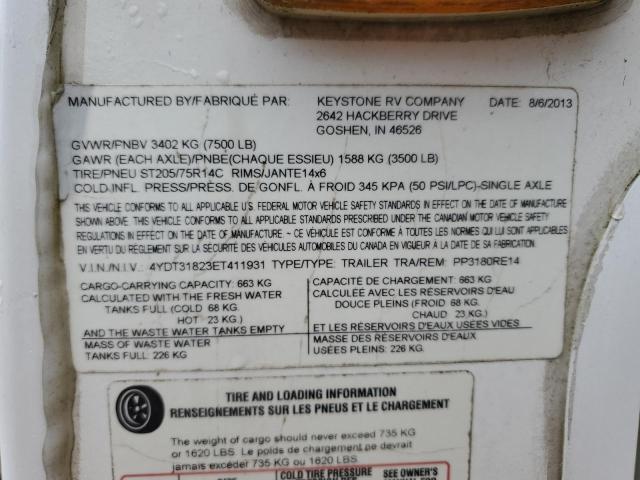 MANUFACTURED BY/FABRIQUÉ PAR: KEYSTONE RV COMPANY DATE: 8/6/2013
2642 HACKBERRY DRIVE
GOSHEN, IN 46526
GVWR/PNBV 3402 KG (7500 LB)
GAWR (EACH AXLE)/PNBE(CHAQUE ESSIEU) 1588 KG (3500 LB)
TIRE/PNEU ST205/75R14C RIMS/JANTE14x6
COLD INFL. PRESS/PRESS. DE GONFL. À FROID 345 KPA (50 PSI/LPC)-SINGLE AXLE
THIS VEHICLE CONFORMS TO ALL APPLICABLE U.S. FEDERAL MOTOR VEHICLE SAFETY STANDARDS IN EFFECT ON THE DATE OF MANUFACTURE
SHOWN ABOVE. THIS VEHICLE CONFORMS TO ALL APPLICABLE STANDARDS PRESCRIBED UNDER THE CANADIAN MOTOR VEHICLE SAFETY
REGULATIONS IN EFFECT ON THE DATE OF MANUFACTURE ~ CE VÉHICULE EST CONFORME À TOUTES LES NORMES QUI LUI SONT APPLICABLES
EN VERTU DU RÈGLEMENT SUR LA SÉCURITÉ DES VÉHICULES AUTOMOBILES DU CANADA EN VIGUEUR À LA DATE DE SA FABRICATION.
V.I.N./N.I.V.: 4YDT31823ET411931 TYPE/TYPE: TRAILER TRA/REM: PP3180RE14
CARGO-CARRYING CAPACITY: 663 KG
CALCULATED WITH THE FRESH WATER
TANKS FULL (COLD 68 KG.
HOT 23 KG.)
AND THE WASTE WATER TANKS EMPTY
MASS OF WASTE WATER
TANKS FULL: 226 KG
CAPACITÉ DE CHARGEMENT: 663 KG
CALCULÉE AVEC LES RÉSERVOIRS D'EAU
DOUCE PLEINS (FROID 68 KG.
CHAUD 23 KG.)
ET LES RÉSERVOIRS D'EAUX USÉES VIDES
MASSE DES RÉSERVOIRS D'EAUX
USÉES PLEINS: 226 KG
TIRE AND LOADING INFORMATION
RENSEIGNEMENTS SUR LES PNEUS ET LE CHARGEMENT
The weight of cargo should never exceed 735 KG
or 1620 LBS. Le poids de chargement pe devrait
jamais excéder 735 KG ou 1620 LBS.
COLD TIRE PRESSURE
SEE OWNER'S